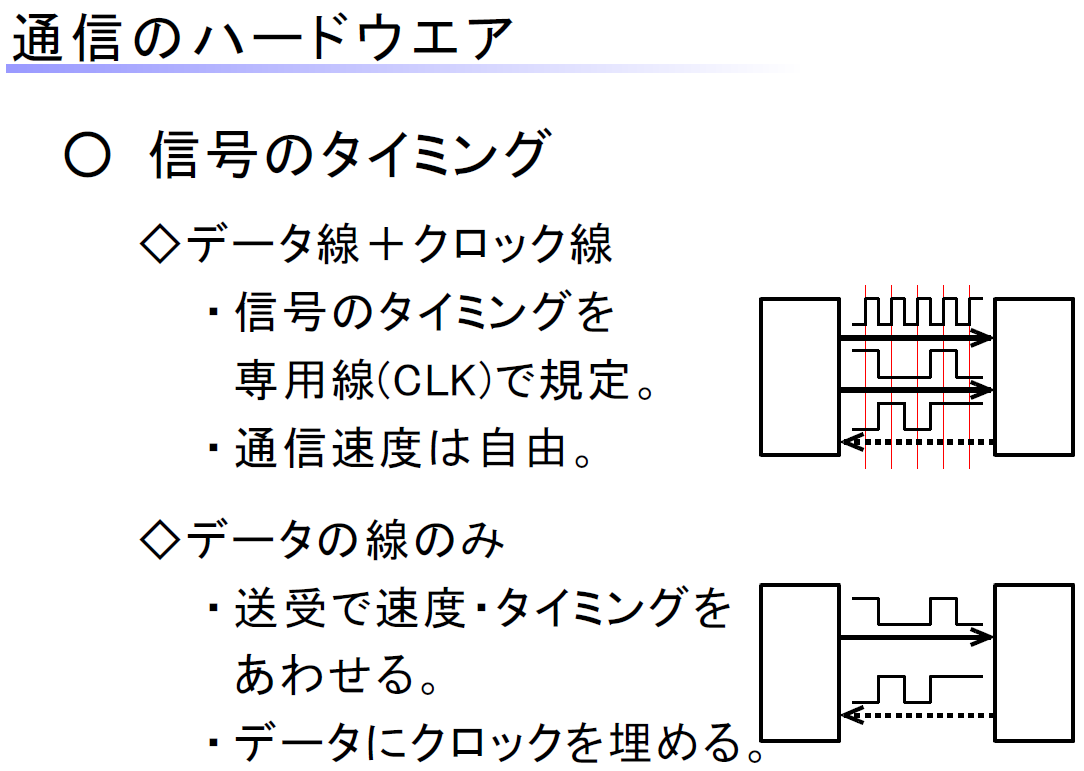 通信のハードウエア
○ 信号のタイミング
◇データ線＋クロック線
・信号のタイミングを
専用線(CLK)で規定。
・通信速度は自由。
◇データの線のみ
・送受で速度・タイミングを
あわせる。
・データにクロックを埋める。